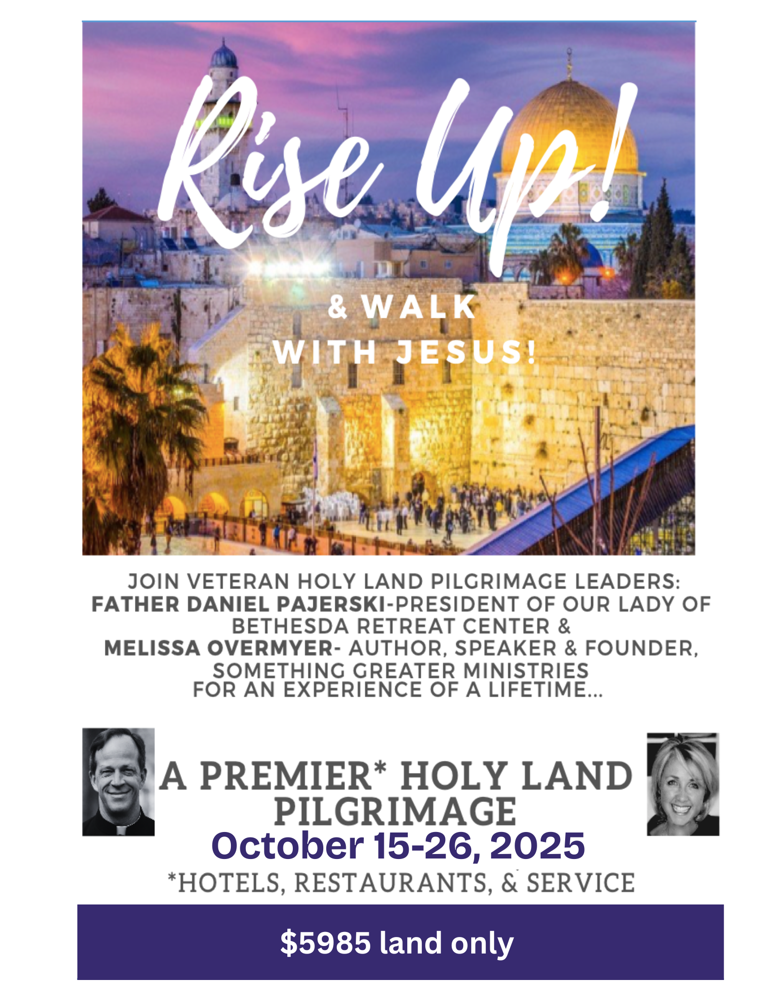 Rise Up!
& WALK
WITH JESUS!
JOIN VETERAN HOLY LAND PILGRIMAGE LEADERS:
FATHER DANIEL PAJERSKI-PRESIDENT OF OUR LADY OF
BETHESDA RETREAT CENTER &
MELISSA OVERMYER- AUTHOR, SPEAKER & FOUNDER,
SOMETHING GREATER MINISTRIES
FOR AN EXPERIENCE OF A LIFETIME...
A PREMIER* HOLY LAND
PILGRIMAGE
October 15-26, 2025
*HOTELS, RESTAURANTS, & SERVICE
$5985 land only